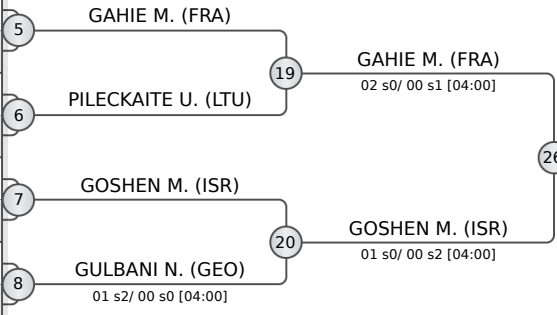 GAHIE M. (FRA)
5
19
GAHIE M. (FRA)
02 s0/ 00 s1 [04:00]
PILECKAITE U. (LTU)
6
26
GOSHEN M. (ISR)
7
20
GOSHEN M. (ISR)
01 s0/ 00 s2 [04:00]
GULBANI N. (GEO)
8
01 s2/ 00 s0 [04:00]